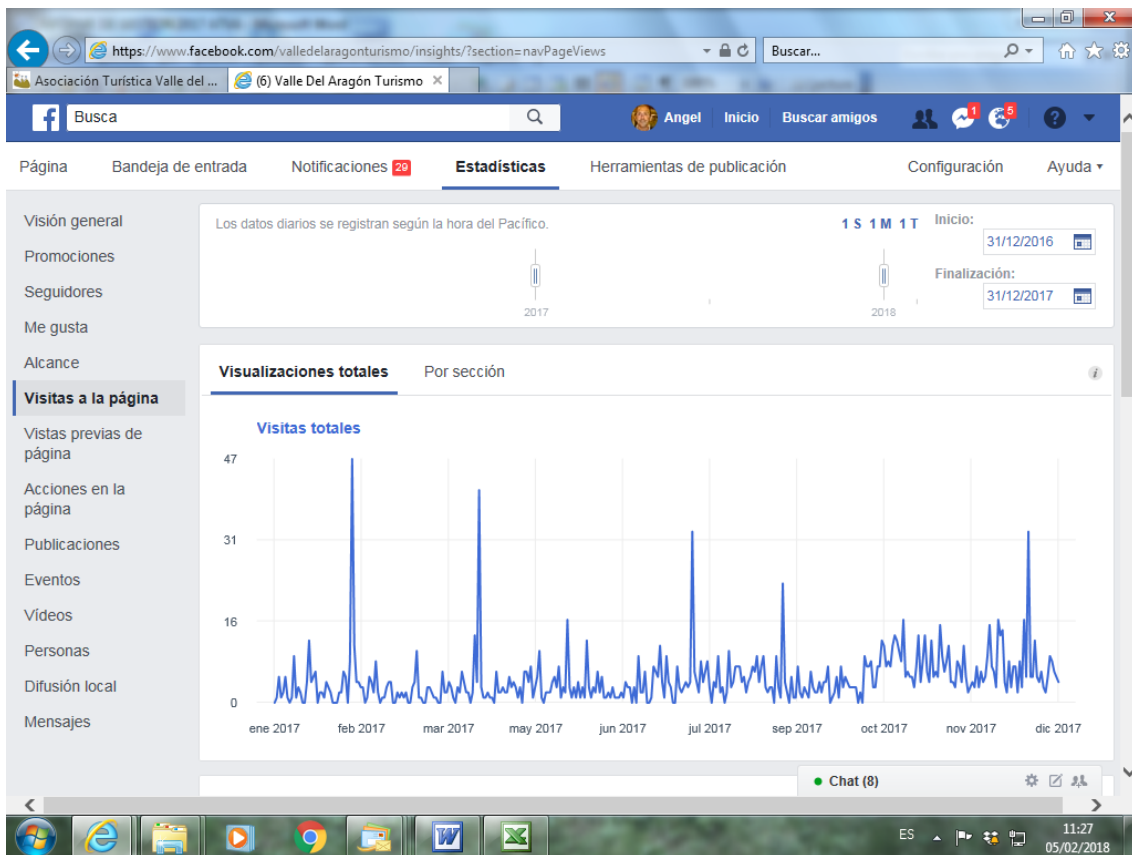 https://www.facebook.com/valledelaragonturismo/insights/?section=navPageViews
Buscar...
Asociación Turística Valle del ...
(6) Valle Del Aragón Turismo
Busca
Angel
Inicio
Buscar amigos
1
5
Página
Bandeja de entrada
Notificaciones 29
Estadísticas
Herramientas de publicación
Configuración
Ayuda
Visión general
Promociones
Seguidores
Me gusta
Alcance
Visitas a la página
Vistas previas de
página
Acciones en la
página
Publicaciones
Eventos
Vídeos
Personas
Difusión local
Mensajes
Los datos diarios se registran según la hora del Pacífico.
1 S 1 M 1 T
Inicio:
31/12/2016
Finalización:
31/12/2017
2017
2018
Visualizaciones totales
Por sección
Visitas totales
47
31
16
0
ene 2017
feb 2017
mar 2017
may 2017
jun 2017
jul 2017
sep 2017
oct 2017
nov 2017
dic 2017
Chat (8)
ES
11:27
05/02/2018